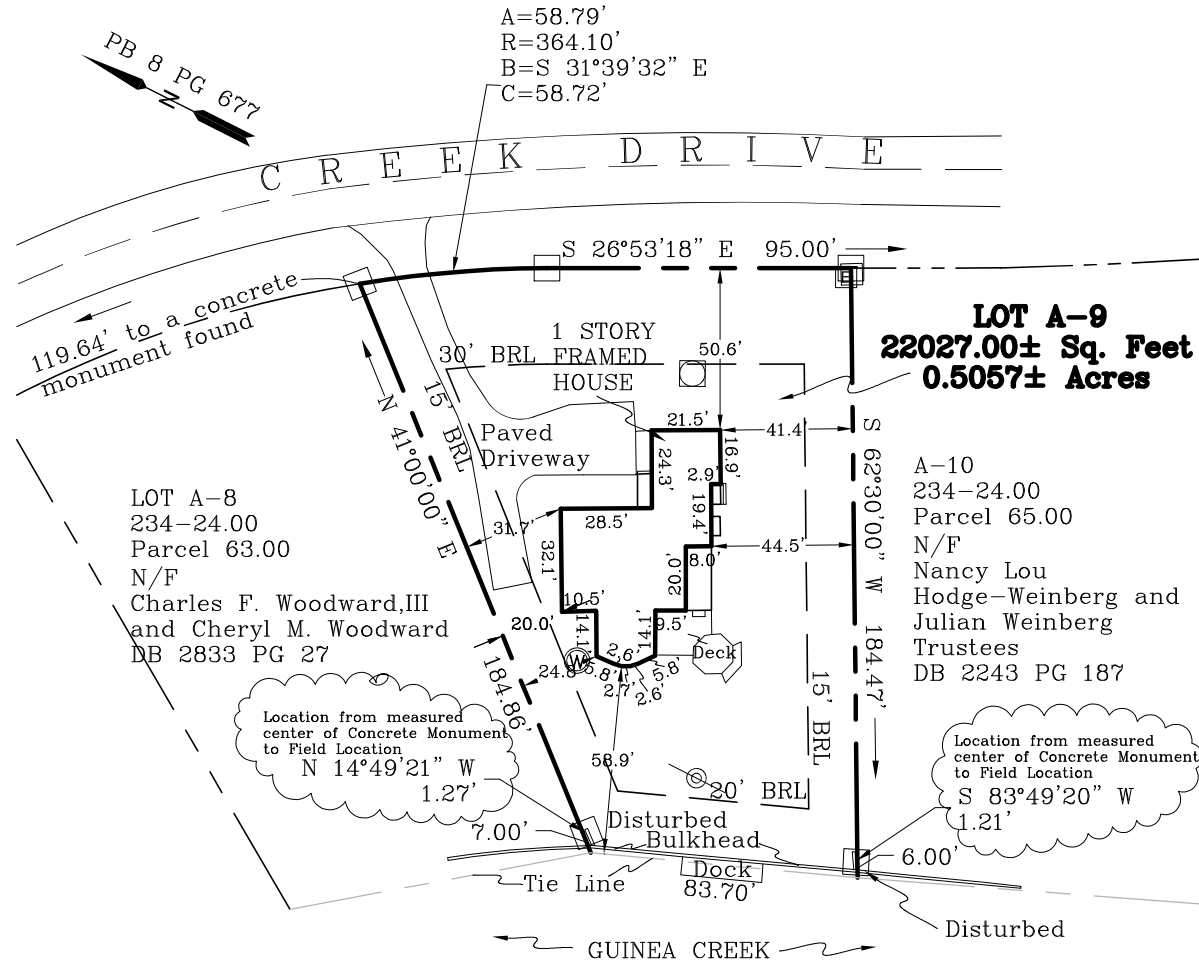 A=58.79'
R=364.10'
B=S 31°39'32" E
C=58.72'
PB 8 PG 677
N
CREEK DRIVE
S 26°53'18" E 95.00'
119.64' to a concrete
monument found
LOT A-9
22027.00± Sq. Feet
0.5057± Acres
1 STORY
FRAMED
HOUSE
30' BRL
50.6'
15' BRL
N 41°00'00" E
184.86'
Paved
Driveway
21.5'
41.4'
16.9'
24.3'
2.9'
19.4'
S 62°30'00" W 184.47'
LOT A-8
234-24.00
Parcel 63.00
N/F
Charles F. Woodward,III
and Cheryl M. Woodward
DB 2833 PG 27
A-10
234-24.00
Parcel 65.00
N/F
Nancy Lou
Hodge-Weinberg and
Julian Weinberg
Trustees
DB 2243 PG 187
31.7'
28.5'
32.1'
44.5'
8.0'
20.0'
10.5'
20.0'
14.1'
14.1'
9.5'
Deck
W
24.8'
5.8'
2.6'
5.8'
2.7'
2.6'
15' BRL
58.9'
20' BRL
Location from measured
center of Concrete Monument
to Field Location
N 14°49'21" W
1.27'
Location from measured
center of Concrete Monument
to Field Location
S 83°49'20" W
1.21'
7.00'
Disturbed
Bulkhead
6.00'
Tie Line
Dock
83.70'
Disturbed
GUINEA CREEK